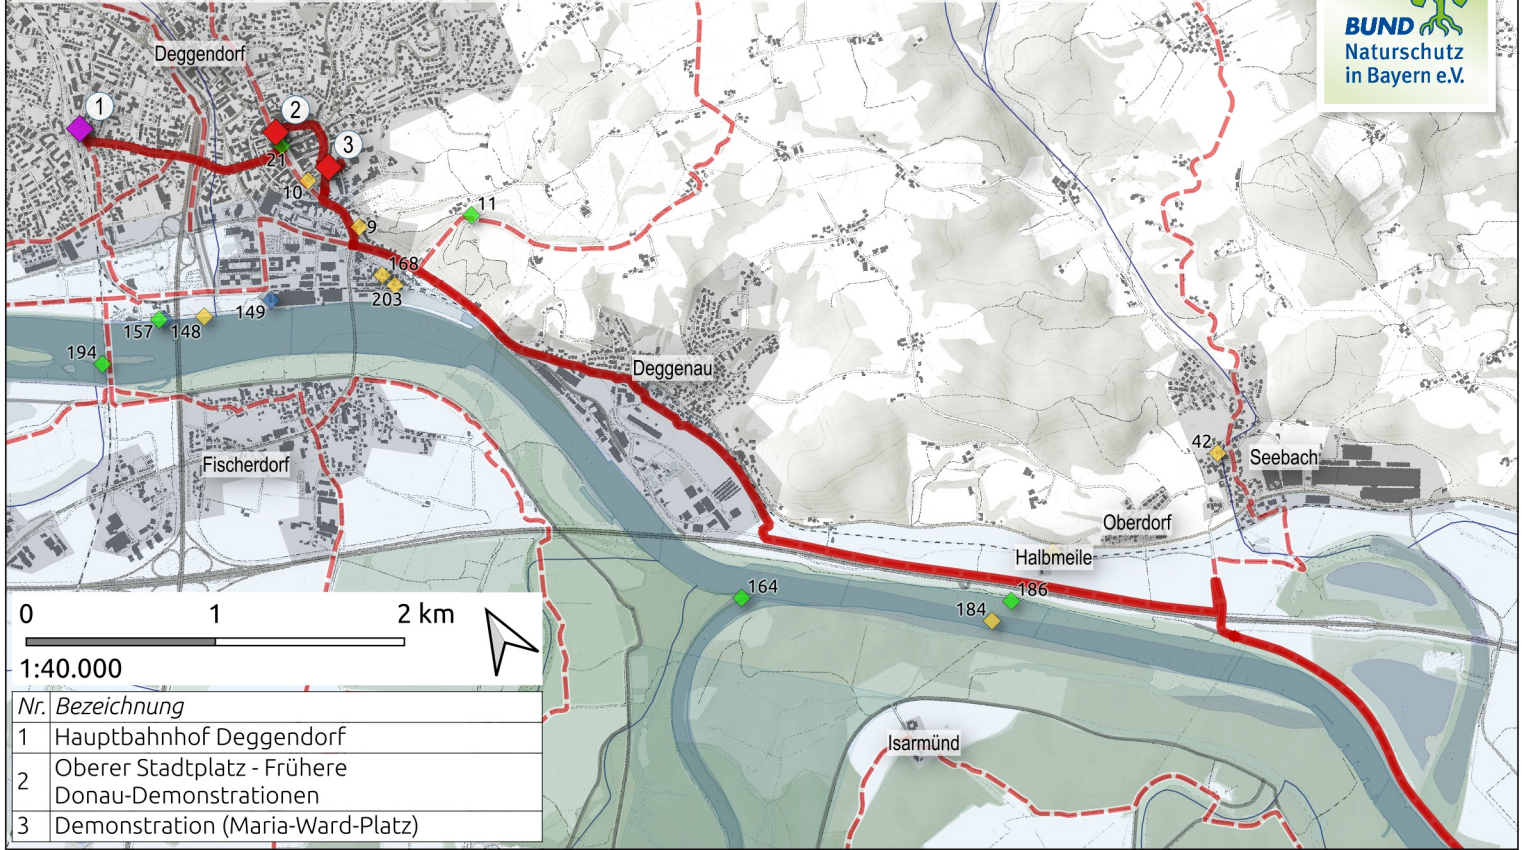 BUND
Naturschutz
in Bayern e.V.
Deggendorf
1
2
3
21
10
11
9
168
203
149
157
148
194
Deggenau
42
Seebach
Fischerdorf
Oberdorf
Halbmeile
164
186
184
Isarmünd
0 1 2 km
1:40.000
Nr. Bezeichnung
1 Hauptbahnhof Deggendorf
2 Oberer Stadtplatz - Frühere
Donau-Demonstrationen
3 Demonstration (Maria-Ward-Platz)